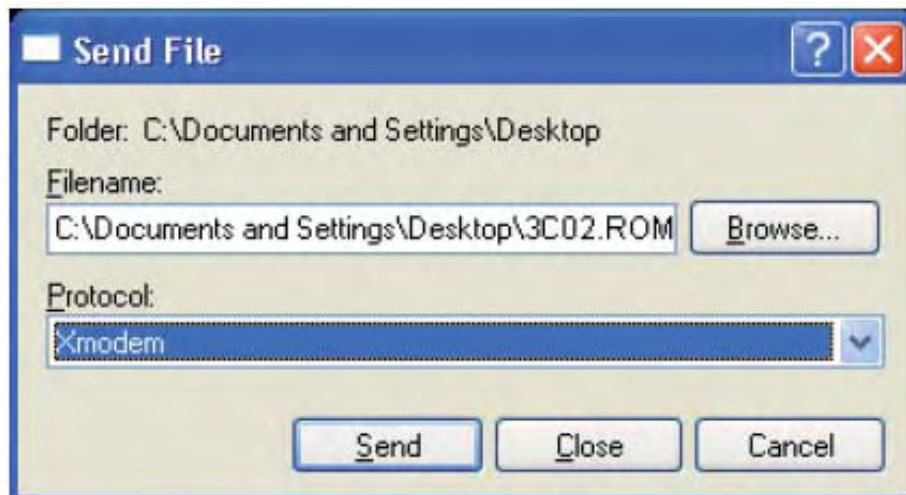 Send File
?
Folder: C:\Documents and Settings\Desktop
Filename:
C:\Documents and Settings\Desktop\3C02.ROM
Browse...
Protocol:
Xmodem
Send Close Cancel